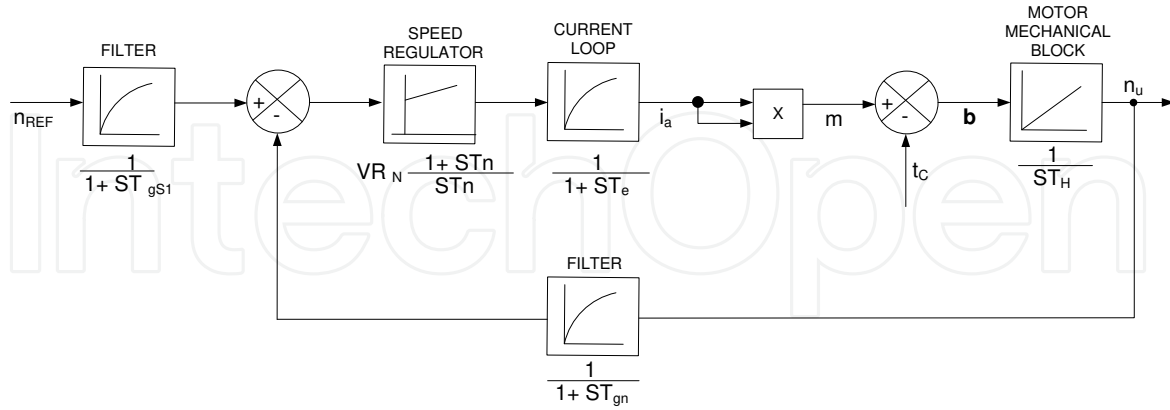 MOTOR
MECHANICAL
BLOCK
SPEED
REGULATOR
CURRENT
LOOP
FILTER
n_REF
+
-
i_a
X
m
+
-
b
n_u
t_C
1
1+ ST_gS1
VR_N 1+ STn
STn
1
1+ ST_e
1
ST_H
FILTER
1
1+ ST_gn
IntechOpen